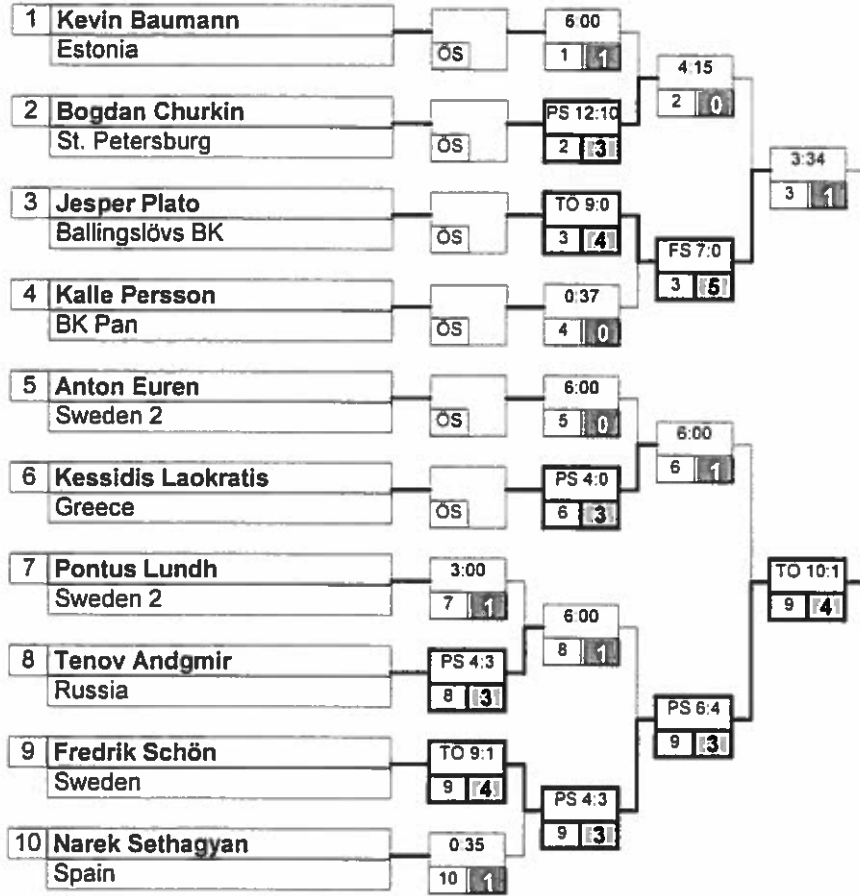 1 Kevin Baumann
Estonia
ÖS
6:00
1 1
2 Bogdan Churkin
St. Petersburg
ÖS
PS 12:10
2 3
4:15
2 0
3 Jesper Plato
Ballingslövs BK
ÖS
TÖ 9:0
3 4
4 Kalle Persson
BK Pan
ÖS
0:37
4 0
FS 7:0
3 5
3:34
3 1
5 Anton Euren
Sweden 2
ÖS
6:00
5 0
6 Kessidis Laokratis
Greece
ÖS
PS 4:0
6 3
6:00
6 1
7 Pontus Lundh
Sweden 2
3:00
7 1
8 Tenov Andgmir
Russia
PS 4:3
8 3
6:00
8 1
9 Fredrik Schön
Sweden
TÖ 9:1
9 4
10 Narek Sethagyan
Spain
0:35
10 1
PS 4:3
9 3
PS 6:4
9 3
TÖ 10:1
9 4